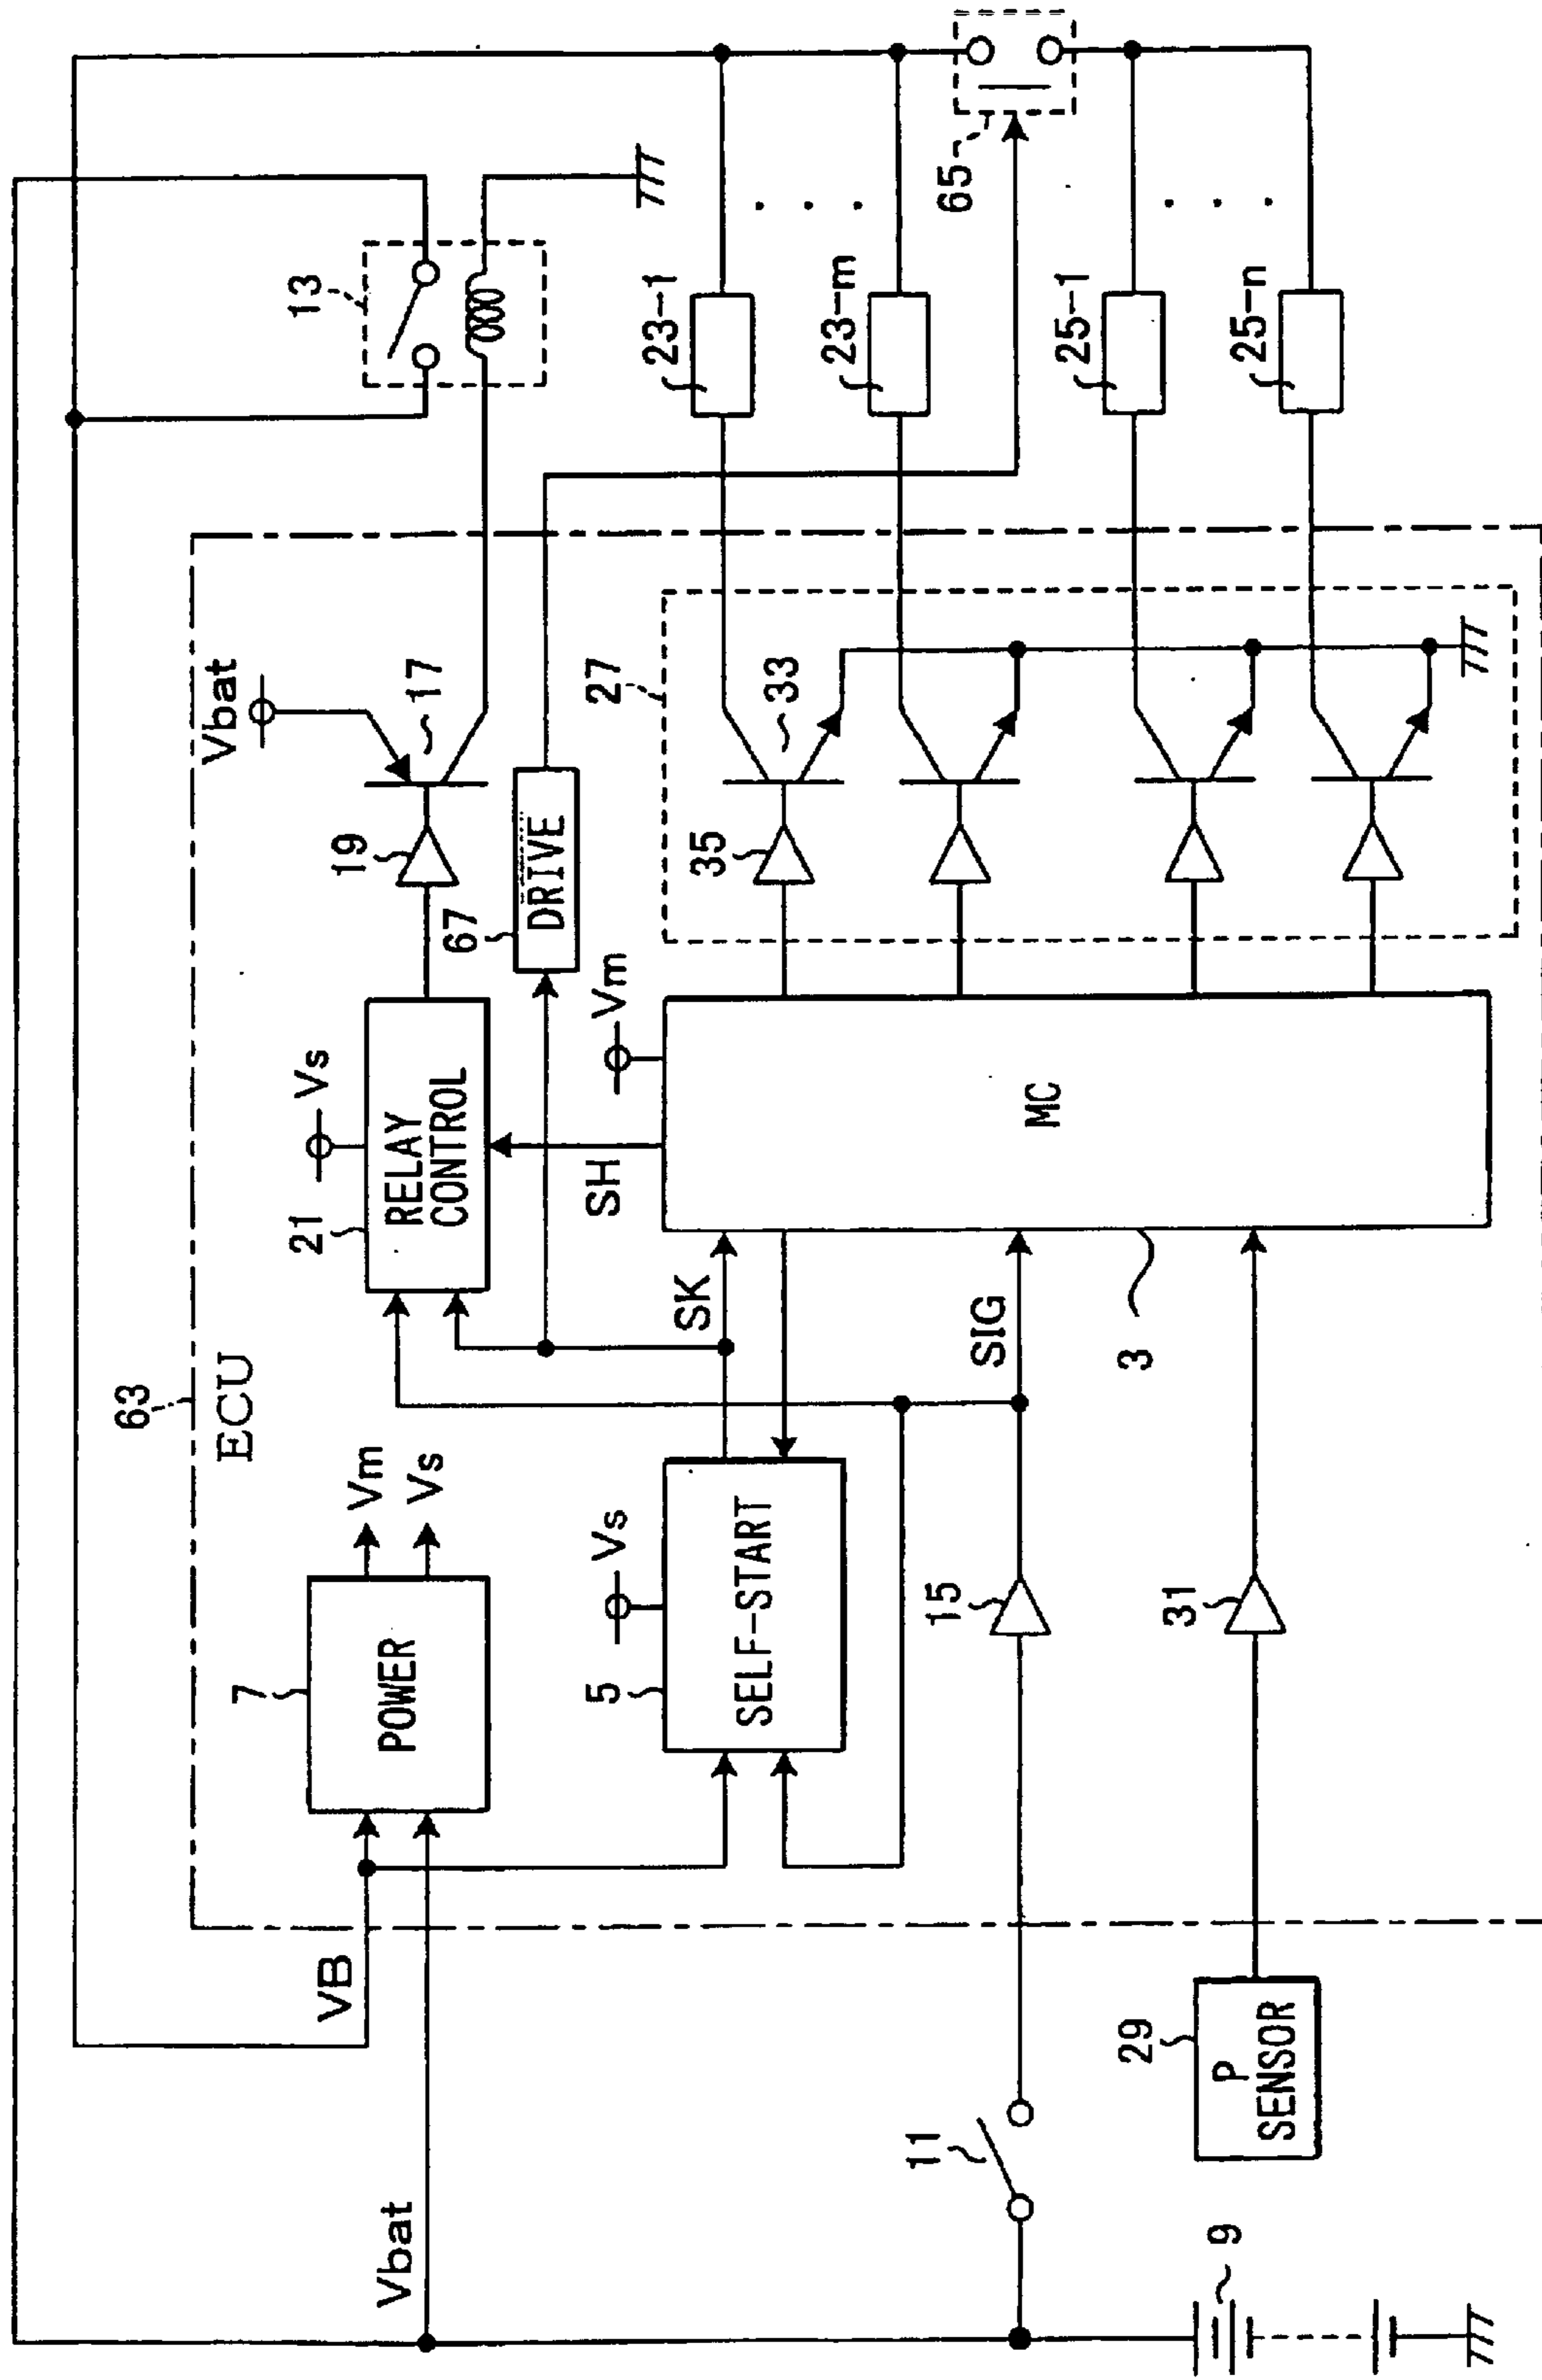 63
ECU
13
Vbat
17
19
Vs
21
RELAY
CONTROL
67
DRIVE
7
POWER
Vm
Vs
VB
Vbat
SH
Vm
27
33
35
23-1
23-m
65
25-1
25-n
5
SELF-START
Vs
SK
SIG
MC
3
15
31
11
29
P
SENSOR
9